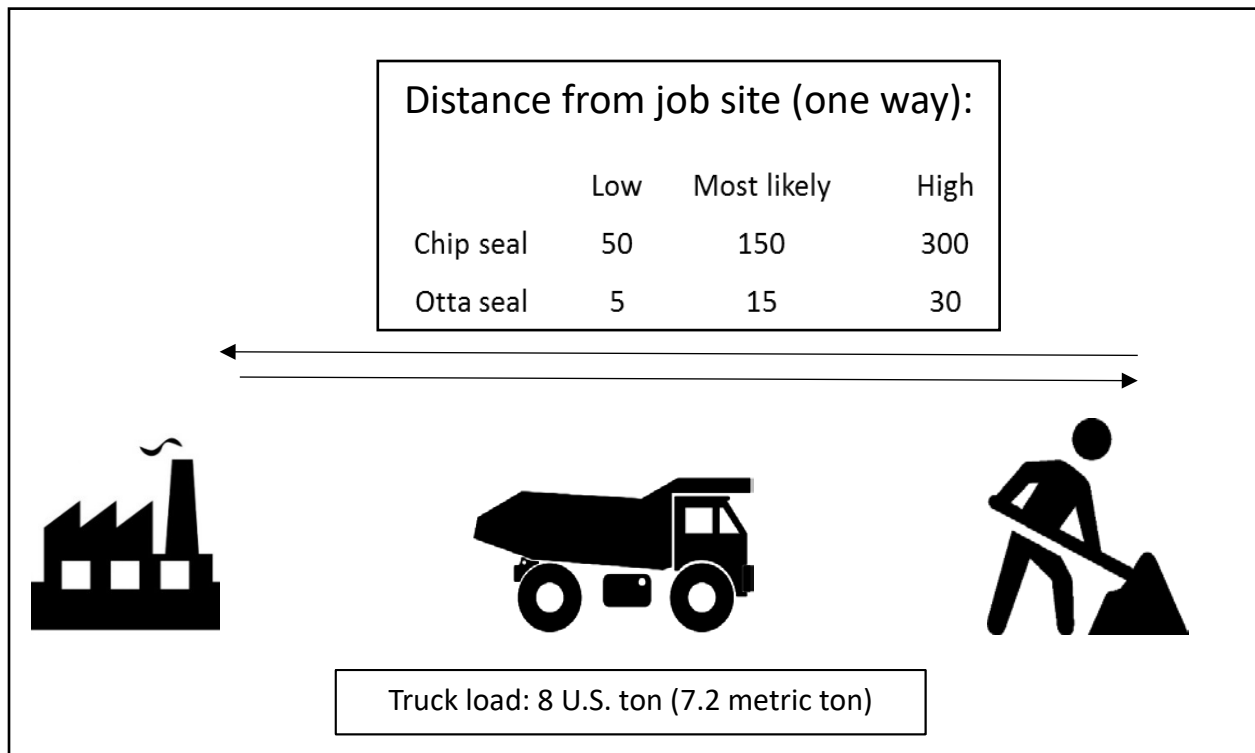 Distance from job site (one way):
Low Most likely High
Chip seal 50 150 300
Otta seal 5 15 30
Truck load: 8 U.S. ton (7.2 metric ton)